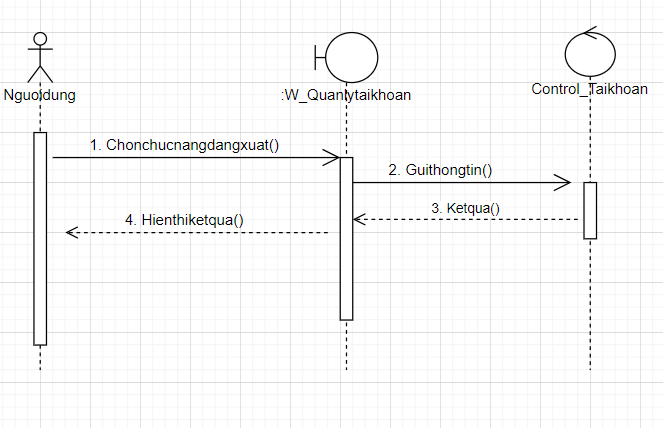 Nguoidung
:W_Quanlytaikhoan
Control_Taikhoan
1. Chonchucnangdangxuat()
2. Guithongtin()
3. Ketqua()
4. Hienthiketqua()